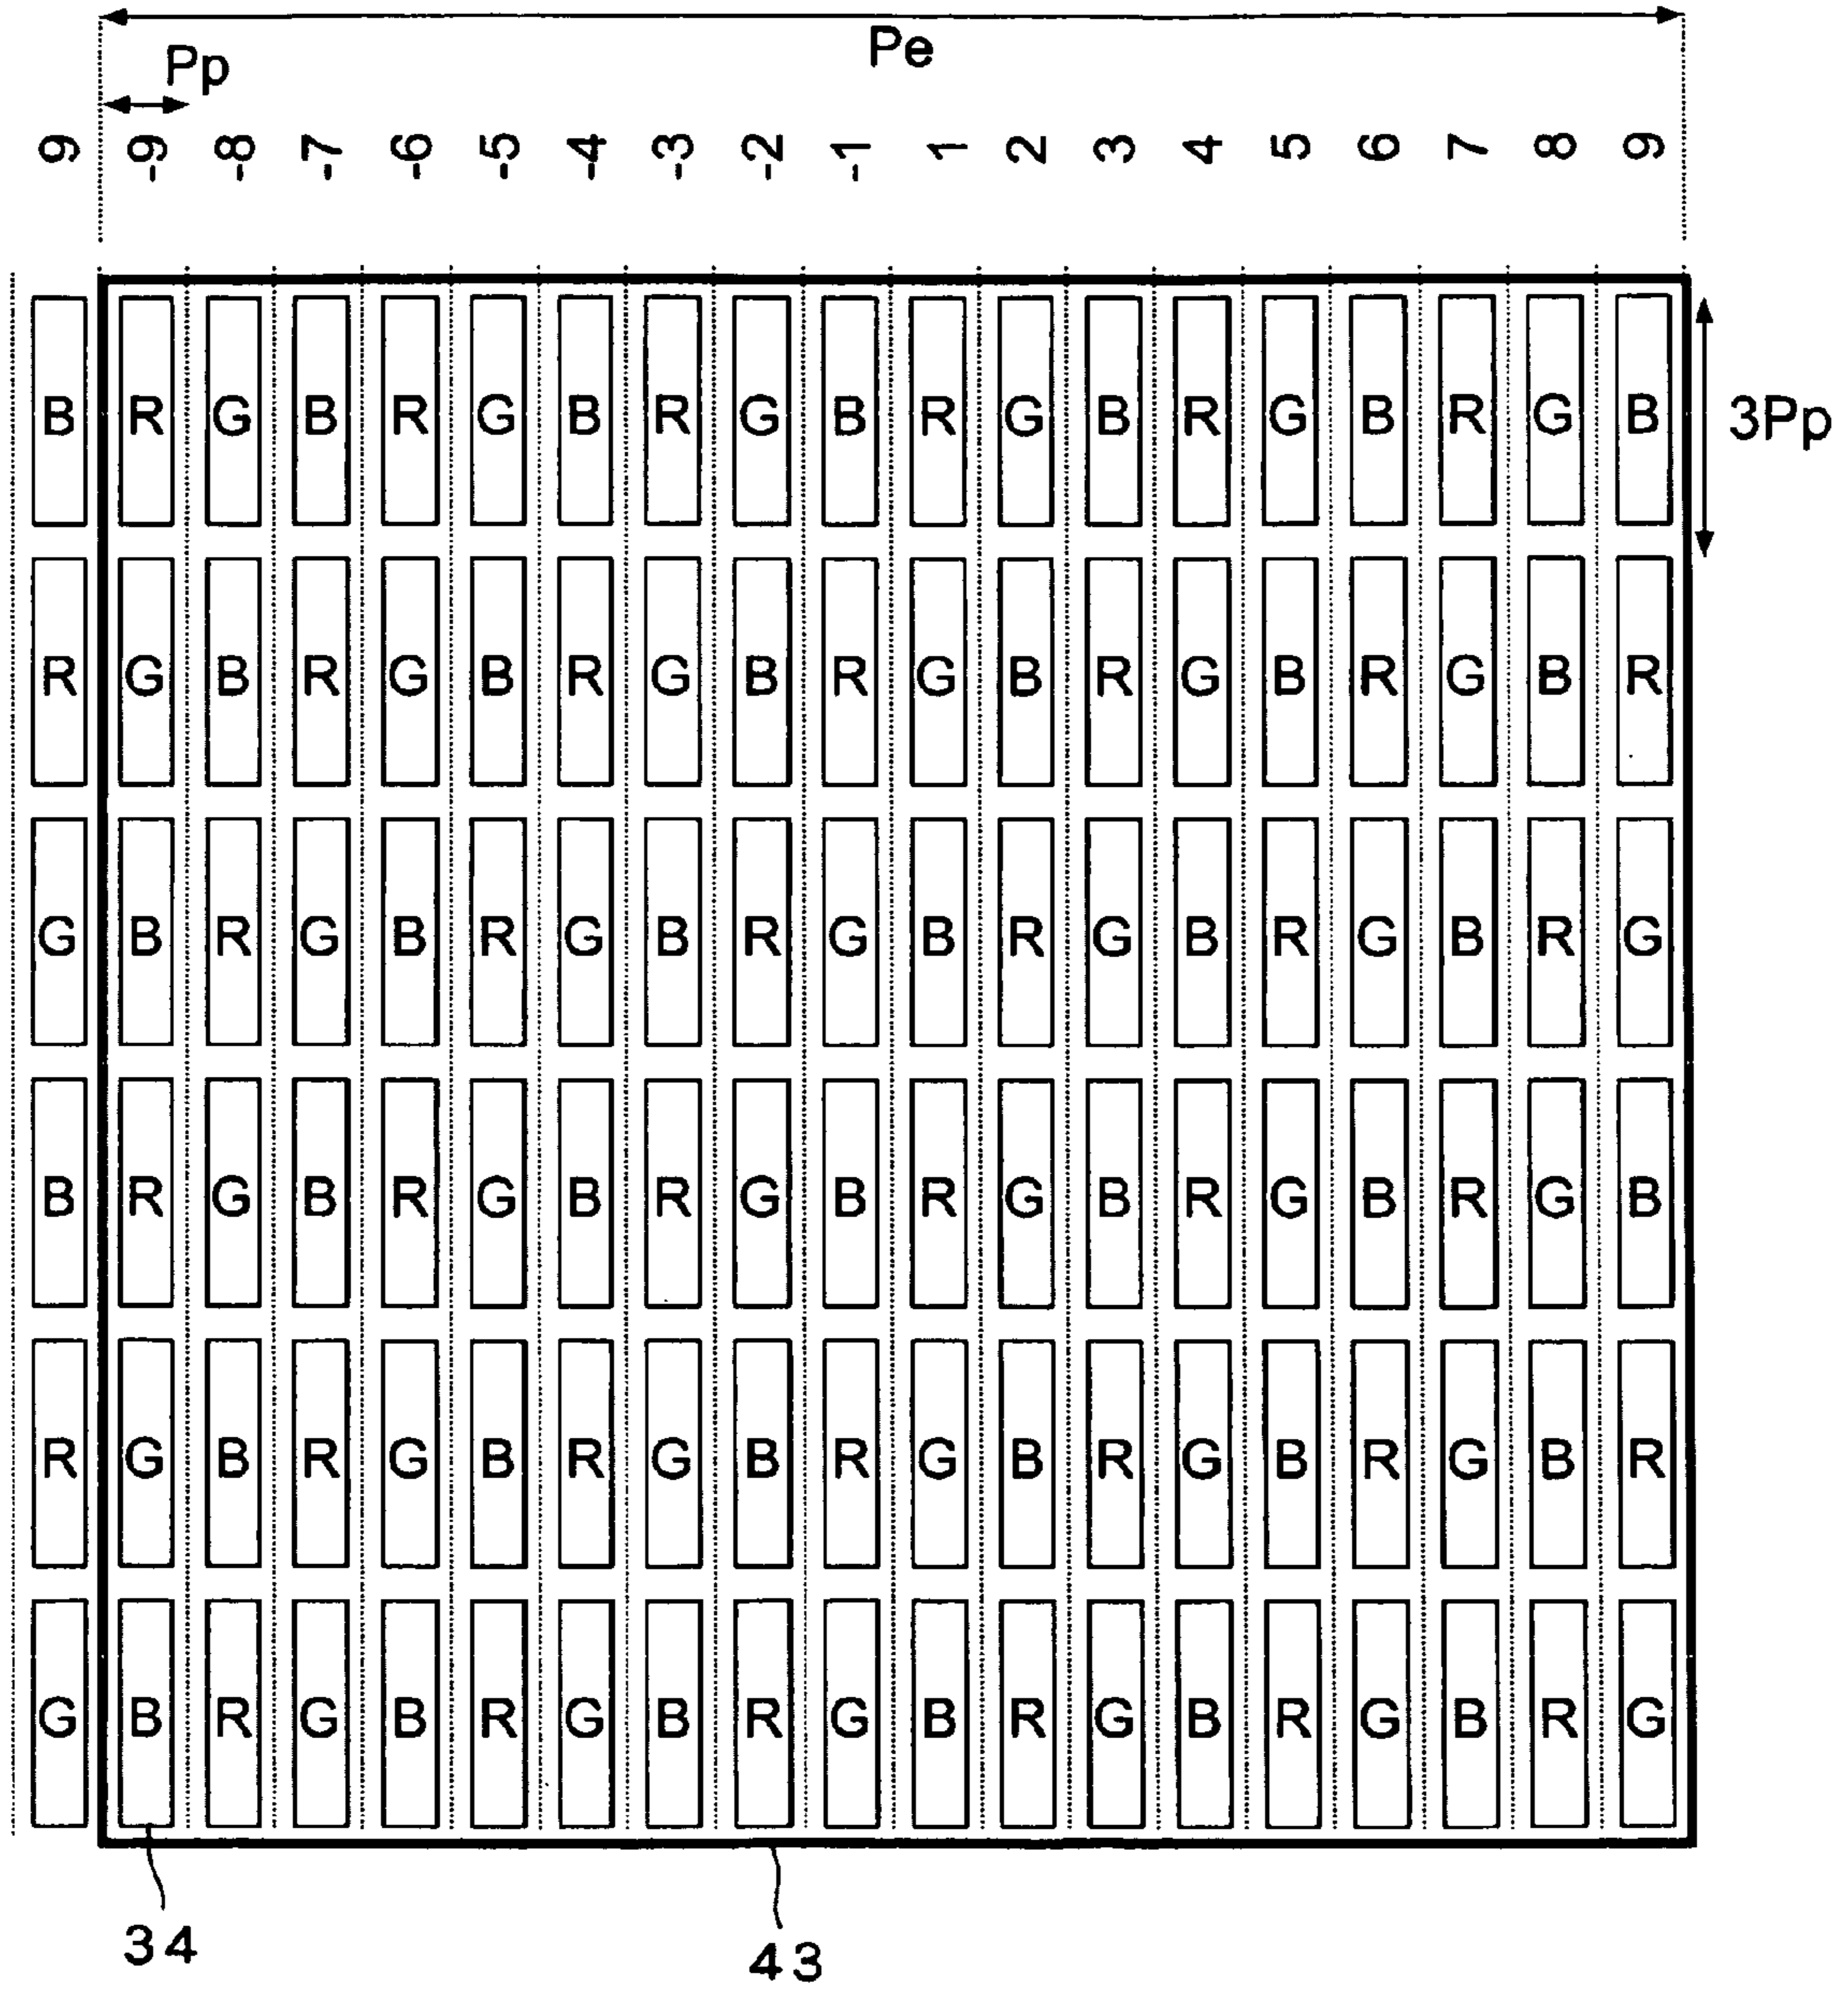 Pe
Pp
9 -9 -8 -7 -6 -5 -4 -3 -2 -1 1 2 3 4 5 6 7 8 9
B R G B R G B R G B R G B R G B R G B
3Pp
R G B R G B R G B R G B R G B R G B R
G B R G B R G B R G B R G B R G B R G
B R G B R G B R G B R G B R G B R G B
R G B R G B R G B R G B R G B R G B R
G B R G B R G B R G B R G B R G B R G
34
43